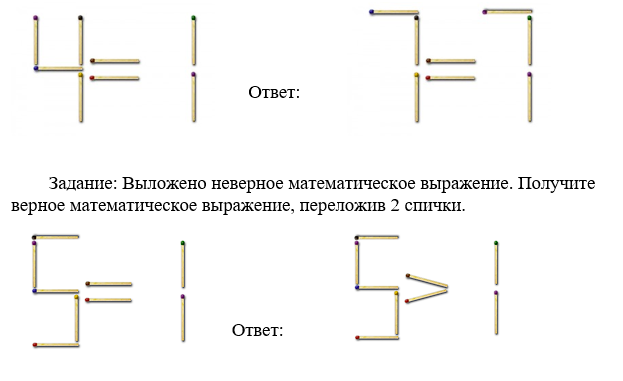 Ответ:
Задание: Выложено неверное математическое выражение. Получите
верное математическое выражение, переложив 2 спички.
Ответ: